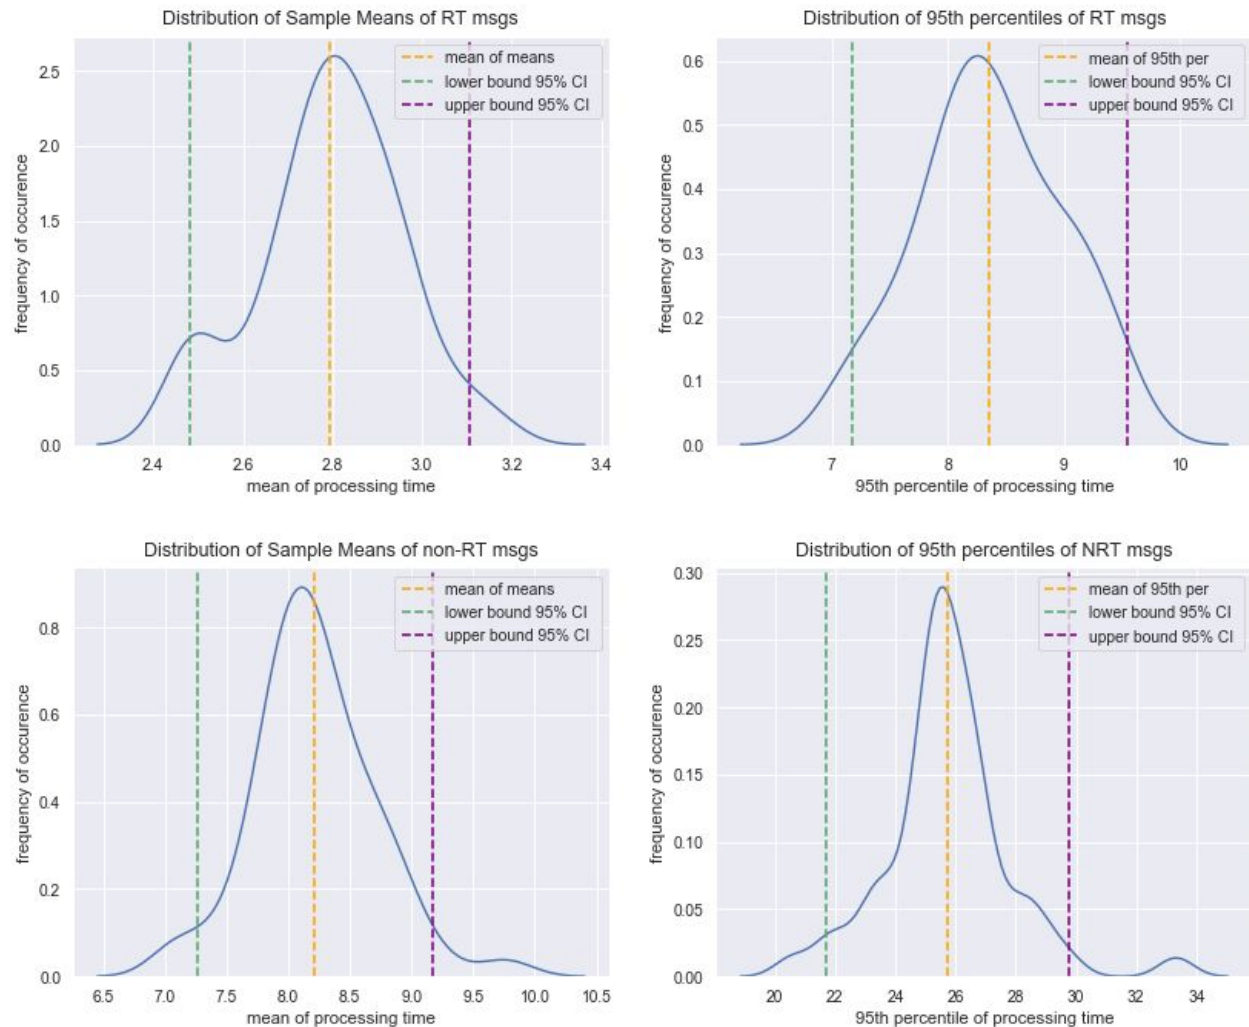 Distribution of Sample Means of RT msgs
frequency of occurence
2.5
2.0
1.5
1.0
0.5
0.0
mean of means
lower bound 95% CI
upper bound 95% CI
2.4 2.6 2.8 3.0 3.2 3.4
mean of processing time
Distribution of 95th percentiles of RT msgs
frequency of occurence
0.6
0.5
0.4
0.3
0.2
0.1
0.0
mean of 95th per
lower bound 95% CI
upper bound 95% CI
7 8 9 10
95th percentile of processing time
Distribution of Sample Means of non-RT msgs
frequency of occurence
0.8
0.6
0.4
0.2
0.0
mean of means
lower bound 95% CI
upper bound 95% CI
6.5 7.0 7.5 8.0 8.5 9.0 9.5 10.0 10.5
mean of processing time
Distribution of 95th percentiles of NRT msgs
frequency of occurence
0.30
0.25
0.20
0.15
0.10
0.05
0.00
mean of 95th per
lower bound 95% CI
upper bound 95% CI
20 22 24 26 28 30 32 34
95th percentile of processing time